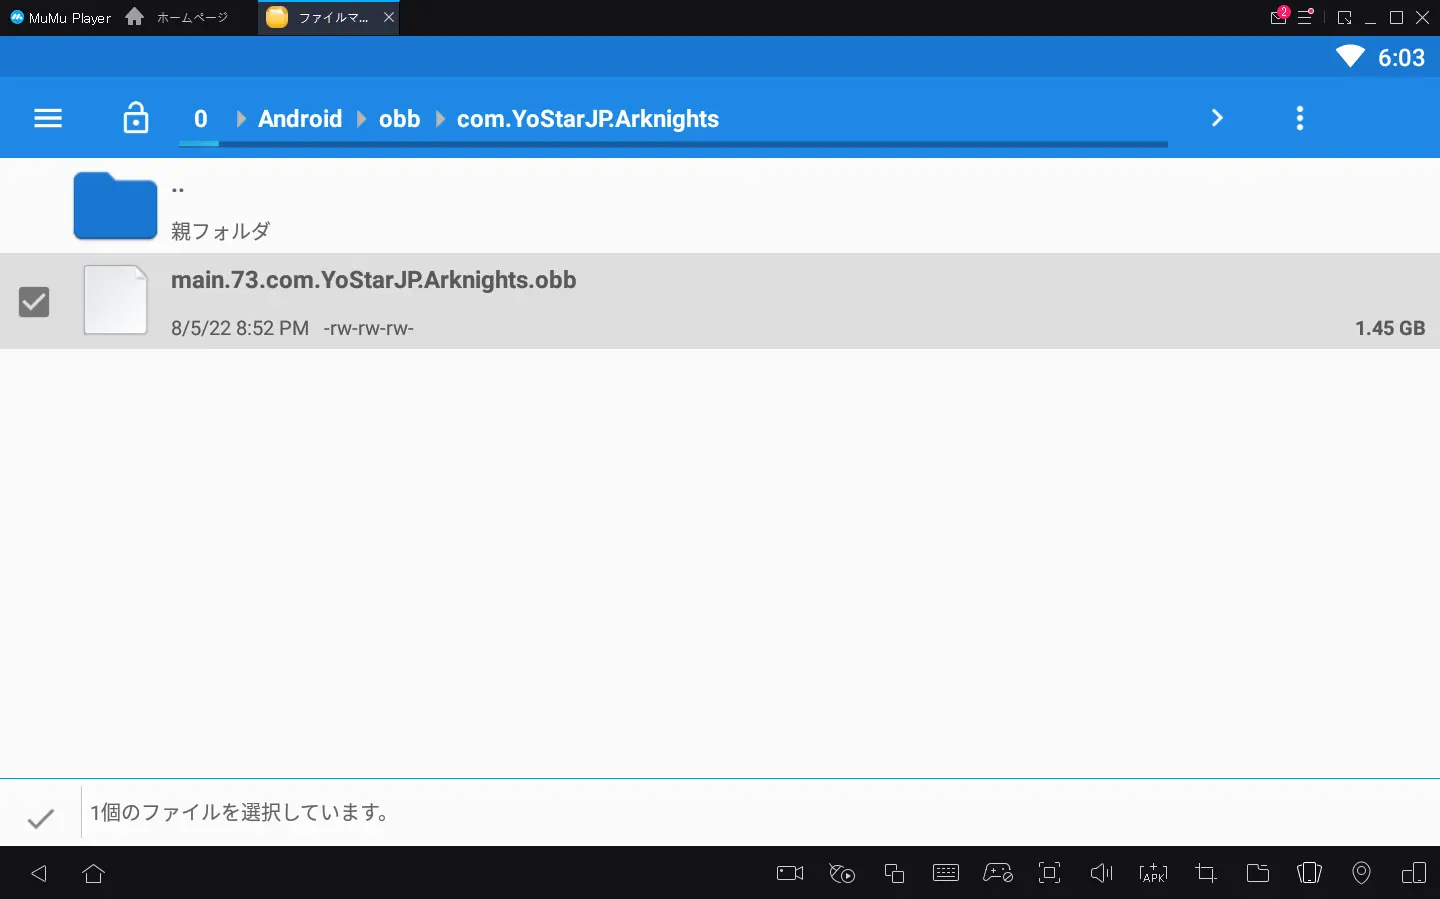 MuMu Player ホームページ ファイルマ... 2
6:03
0 Android obb com.YoStarJP.Arknights
..
親フォルダ
main.73.com.YoStarJP.Arknights.obb
8/5/22 8:52 PM -rw-rw-rw- 1.45 GB
1個のファイルを選択しています。
APK